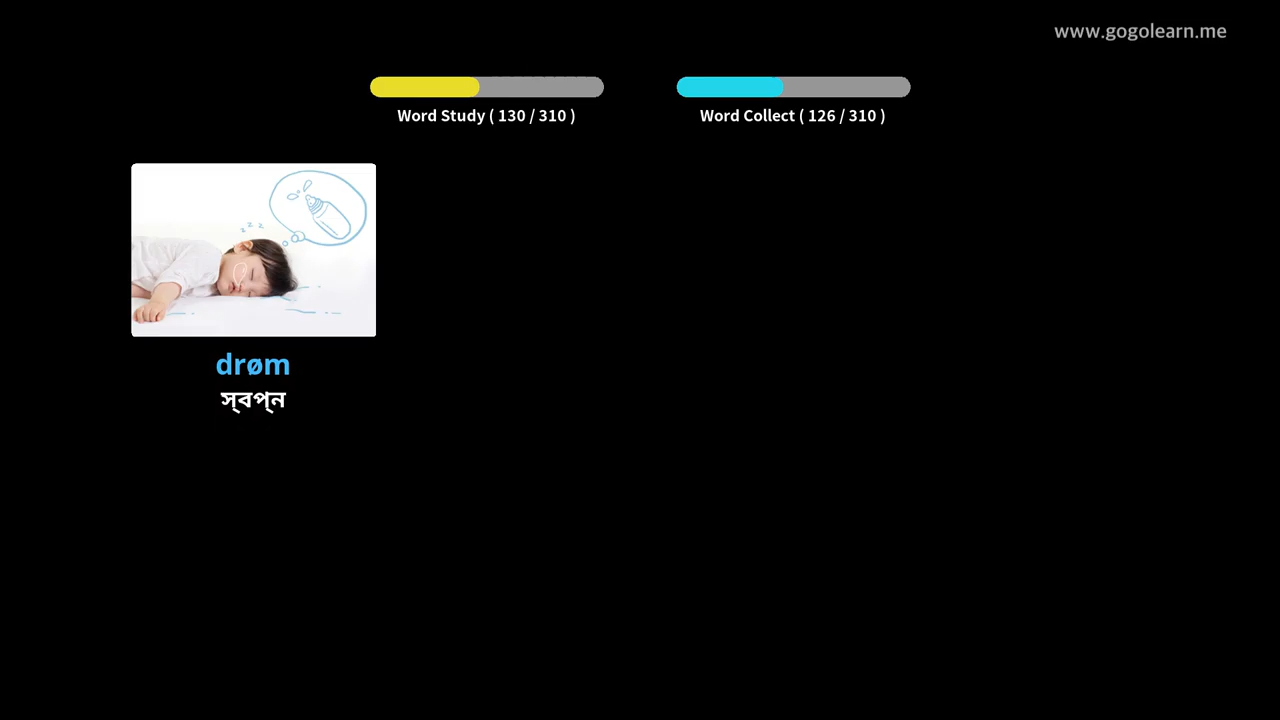 www.gogolearn.me
Word Study ( 130 / 310 )
Word Collect ( 126 / 310 )
z z z
drøm
স্‌বপ্‌ন